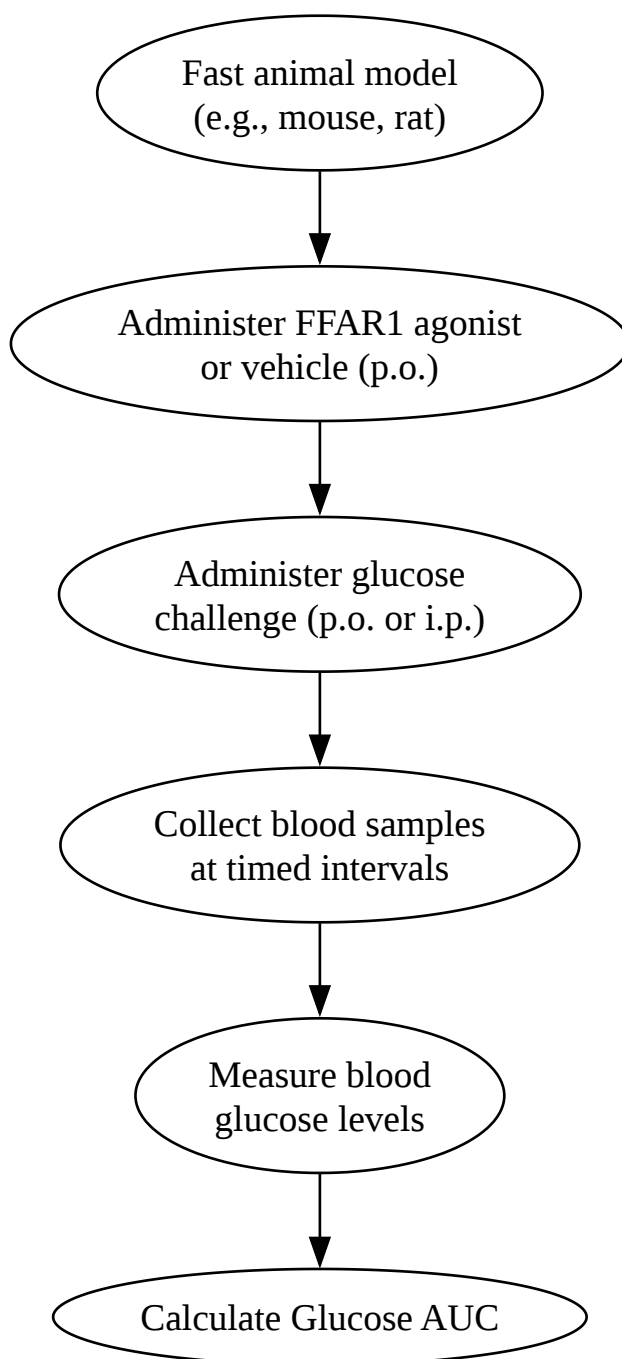 Fast animal model
(e.g., mouse, rat)
Administer FFAR1 agonist
or vehicle (p.o.)
Administer glucose
challenge (p.o. or i.p.)
Collect blood samples
at timed intervals
Measure blood
glucose levels
Calculate Glucose AUC